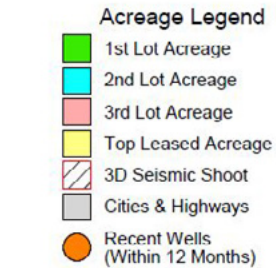 Acreage Legend
1st Lot Acreage
2nd Lot Acreage
3rd Lot Acreage
Top Leased Acreage
3D Seismic Shoot
Cities & Highways
Recent Wells
(Within 12 Months)